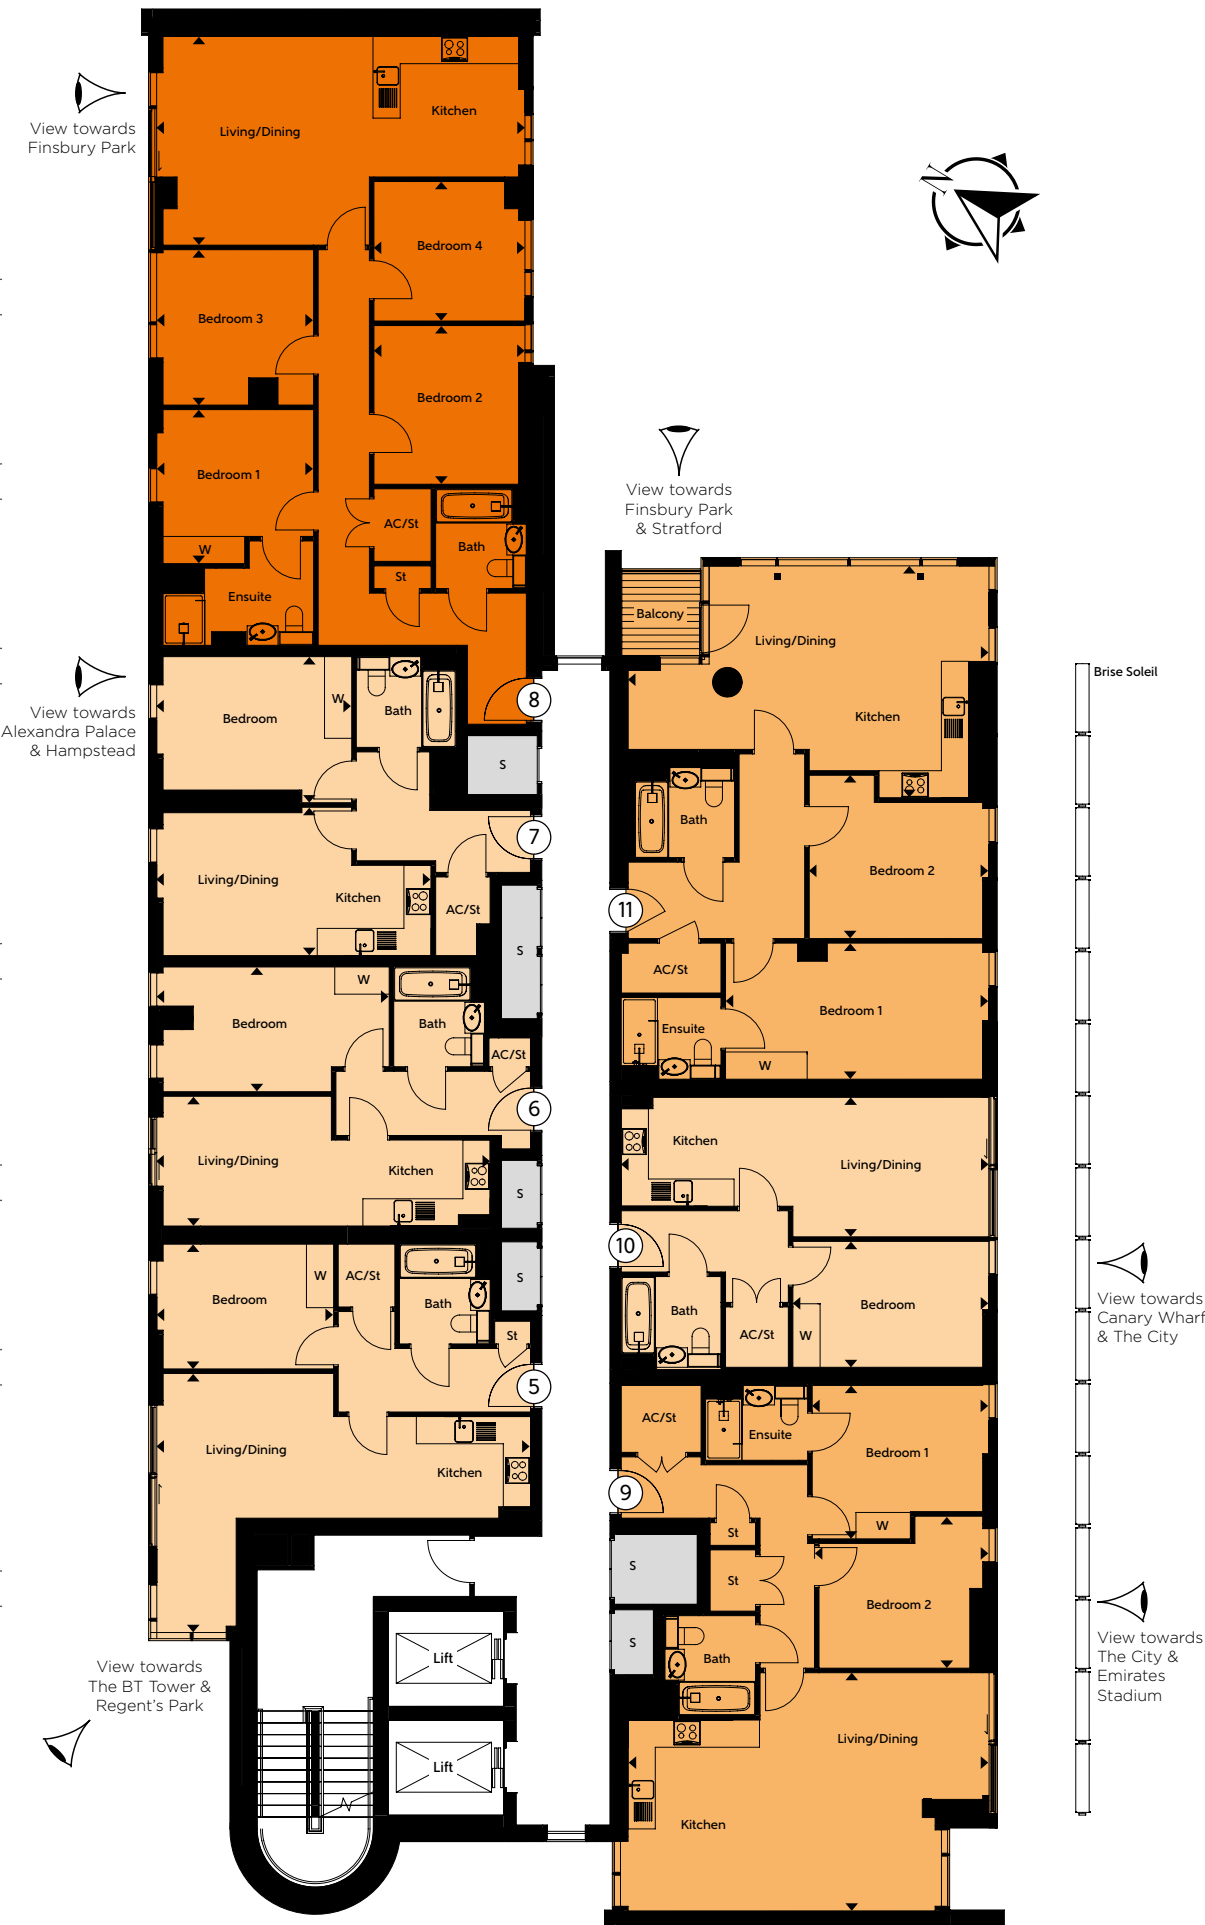 View towards
Finsbury Park
Living/Dining
Kitchen
Bedroom 4
Bedroom 3
Bedroom 2
Bedroom 1
W
AC/St
Bath
St
Ensuite
8
N
View towards
Finsbury Park
& Stratford
View towards
Alexandra Palace
& Hampstead
Bedroom
W
Bath
S
7
Living/Dining
Kitchen
AC/St
S
W
Bedroom
Bath
AC/St
6
Living/Dining
Kitchen
S
S
Bedroom
W
AC/St
Bath
St
5
Living/Dining
Kitchen
View towards
The BT Tower &
Regent's Park
Lift
Lift
Balcony
Living/Dining
Kitchen
Brise Soleil
Bath
Bedroom 2
11
AC/St
Bedroom 1
Ensuite
W
Kitchen
Living/Dining
10
Bath
AC/St
W
Bedroom
View towards
Canary Wharf
& The City
AC/St
Ensuite
Bedroom 1
9
W
St
St
S
S
Bedroom 2
Bath
Living/Dining
Kitchen
View towards
The City &
Emirates
Stadium